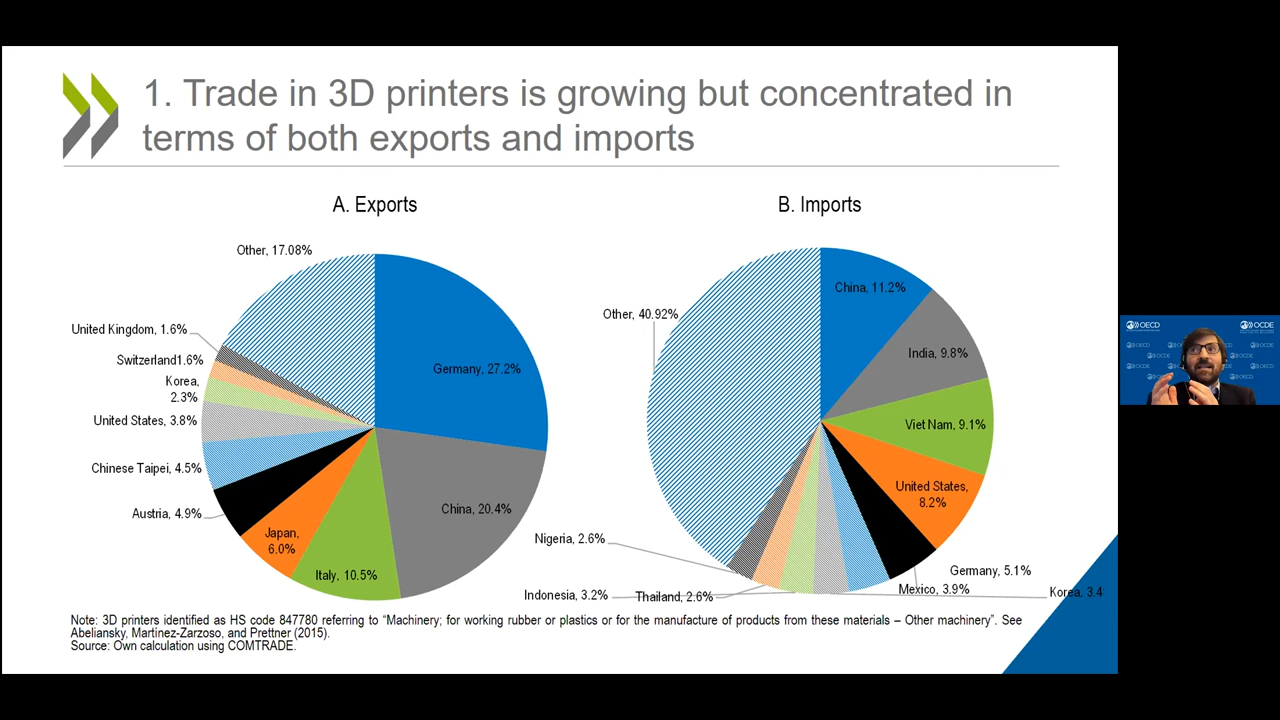 1. Trade in 3D printers is growing but concentrated in
terms of both exports and imports
A. Exports
Other, 17.08%
United Kingdom, 1.6%
Switzerland1.6%
Korea,
2.3%
United States, 3.8%
Chinese Taipei, 4.5%
Austria, 4.9%
Japan,
6.0%
Italy, 10.5%
China, 20.4%
Germany, 27.2%
B. Imports
Other, 40.92%
China, 11.2%
India, 9.8%
Viet Nam, 9.1%
United States,
8.2%
Germany, 5.1%
Mexico, 3.9%
Korea, 3.4
Nigeria, 2.6%
Indonesia, 3.2%
Thailand, 2.6%
Note: 3D printers identified as HS code 847780 referring to “Machinery; for working rubber or plastics or for the manufacture of products from these materials – Other machinery”. See
Abeliansky, Martinez-Zarzoso, and Prettner (2015).
Source: Own calculation using COMTRADE.
OECD
OCDE